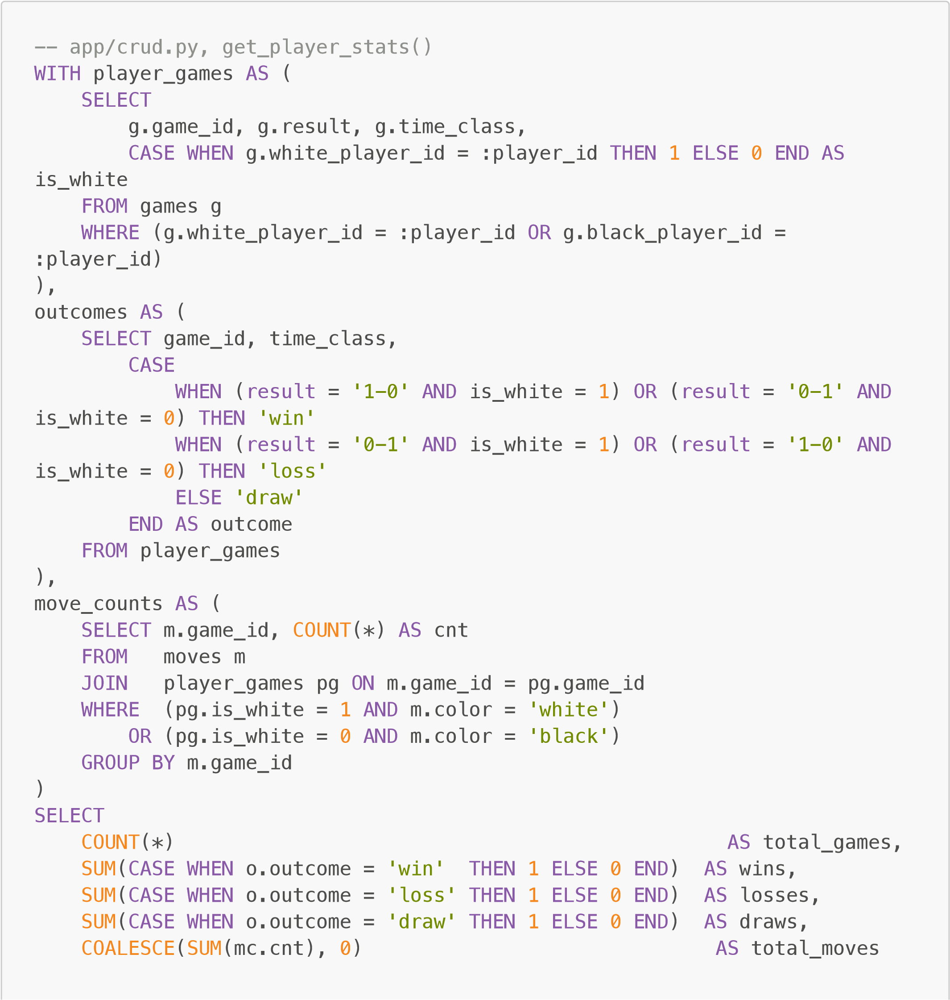 -- app/crud.py, get_player_stats()
WITH player_games AS (
    SELECT
        g.game_id, g.result, g.time_class,
        CASE WHEN g.white_player_id = :player_id THEN 1 ELSE 0 END AS
is_white
    FROM games g
    WHERE (g.white_player_id = :player_id OR g.black_player_id =
:player_id)
),
outcomes AS (
    SELECT game_id, time_class,
        CASE
            WHEN (result = '1-0' AND is_white = 1) OR (result = '0-1' AND
is_white = 0) THEN 'win'
            WHEN (result = '0-1' AND is_white = 1) OR (result = '1-0' AND
is_white = 0) THEN 'loss'
            ELSE 'draw'
        END AS outcome
    FROM player_games
),
move_counts AS (
    SELECT m.game_id, COUNT(*) AS cnt
    FROM   moves m
    JOIN   player_games pg ON m.game_id = pg.game_id
    WHERE  (pg.is_white = 1 AND m.color = 'white')
        OR (pg.is_white = 0 AND m.color = 'black')
    GROUP BY m.game_id
)
SELECT
    COUNT(*)                                               AS total_games,
    SUM(CASE WHEN o.outcome = 'win'  THEN 1 ELSE 0 END)  AS wins,
    SUM(CASE WHEN o.outcome = 'loss' THEN 1 ELSE 0 END)  AS losses,
    SUM(CASE WHEN o.outcome = 'draw' THEN 1 ELSE 0 END)  AS draws,
    COALESCE(SUM(mc.cnt), 0)                              AS total_moves